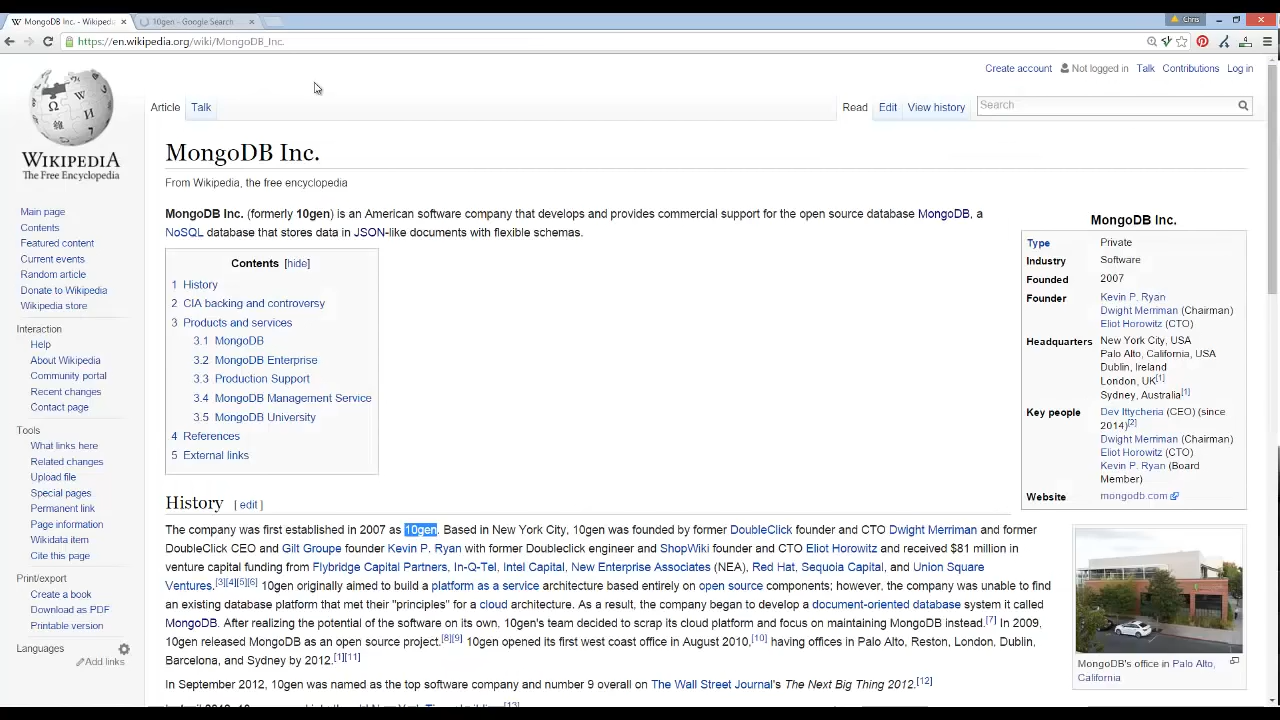 MongoDB Inc. - Wikipedi
10gen - Google Search
Chris
https://en.wikipedia.org/wiki/MongoDB_Inc.
Create account
Not logged in
Talk
Contributions
Log in
Article
Talk
Read
Edit
View history
Search
WIKIPEDIA
The Free Encyclopedia
Main page
Contents
Featured content
Current events
Random article
Donate to Wikipedia
Wikipedia store
Interaction
Help
About Wikipedia
Community portal
Recent changes
Contact page
Tools
What links here
Related changes
Upload file
Special pages
Permanent link
Page information
Wikidata item
Cite this page
Print/export
Create a book
Download as PDF
Printable version
Languages
Add links
MongoDB Inc.
From Wikipedia, the free encyclopedia
MongoDB Inc. (formerly 10gen) is an American software company that develops and provides commercial support for the open source database MongoDB, a
NoSQL database that stores data in JSON-like documents with flexible schemas.
Contents [hide]
1 History
2 CIA backing and controversy
3 Products and services
3.1 MongoDB
3.2 MongoDB Enterprise
3.3 Production Support
3.4 MongoDB Management Service
3.5 MongoDB University
4 References
5 External links
MongoDB Inc.
Type Private
Industry Software
Founded 2007
Founder Kevin P. Ryan
Dwight Merriman (Chairman)
Eliot Horowitz (CTO)
Headquarters New York City, USA
Palo Alto, California, USA
Dublin, Ireland
London, UK[1]
Sydney, Australia[1]
Key people Dev Ittycheria (CEO) (since
2014)[2]
Dwight Merriman (Chairman)
Eliot Horowitz (CTO)
Kevin P. Ryan (Board
Member)
Website mongodb.com
History [ edit ]
The company was first established in 2007 as 10gen. Based in New York City, 10gen was founded by former DoubleClick founder and CTO Dwight Merriman and former
DoubleClick CEO and Gilt Groupe founder Kevin P. Ryan with former Doubleclick engineer and ShopWiki founder and CTO Eliot Horowitz and received $81 million in
venture capital funding from Flybridge Capital Partners, In-Q-Tel, Intel Capital, New Enterprise Associates (NEA), Red Hat, Sequoia Capital, and Union Square
Ventures.[3][4][5][6] 10gen originally aimed to build a platform as a service architecture based entirely on open source components; however, the company was unable to find
an existing database platform that met their "principles" for a cloud architecture. As a result, the company began to develop a document-oriented database system it called
MongoDB. After realizing the potential of the software on its own, 10gen's team decided to scrap its cloud platform and focus on maintaining MongoDB instead.[7] In 2009,
10gen released MongoDB as an open source project.[8][9] 10gen opened its first west coast office in August 2010,[10] having offices in Palo Alto, Reston, London, Dublin,
Barcelona, and Sydney by 2012.[1][11]
In September 2012, 10gen was named as the top software company and number 9 overall on The Wall Street Journal's The Next Big Thing 2012.[12]
MongoDB's office in Palo Alto,
California